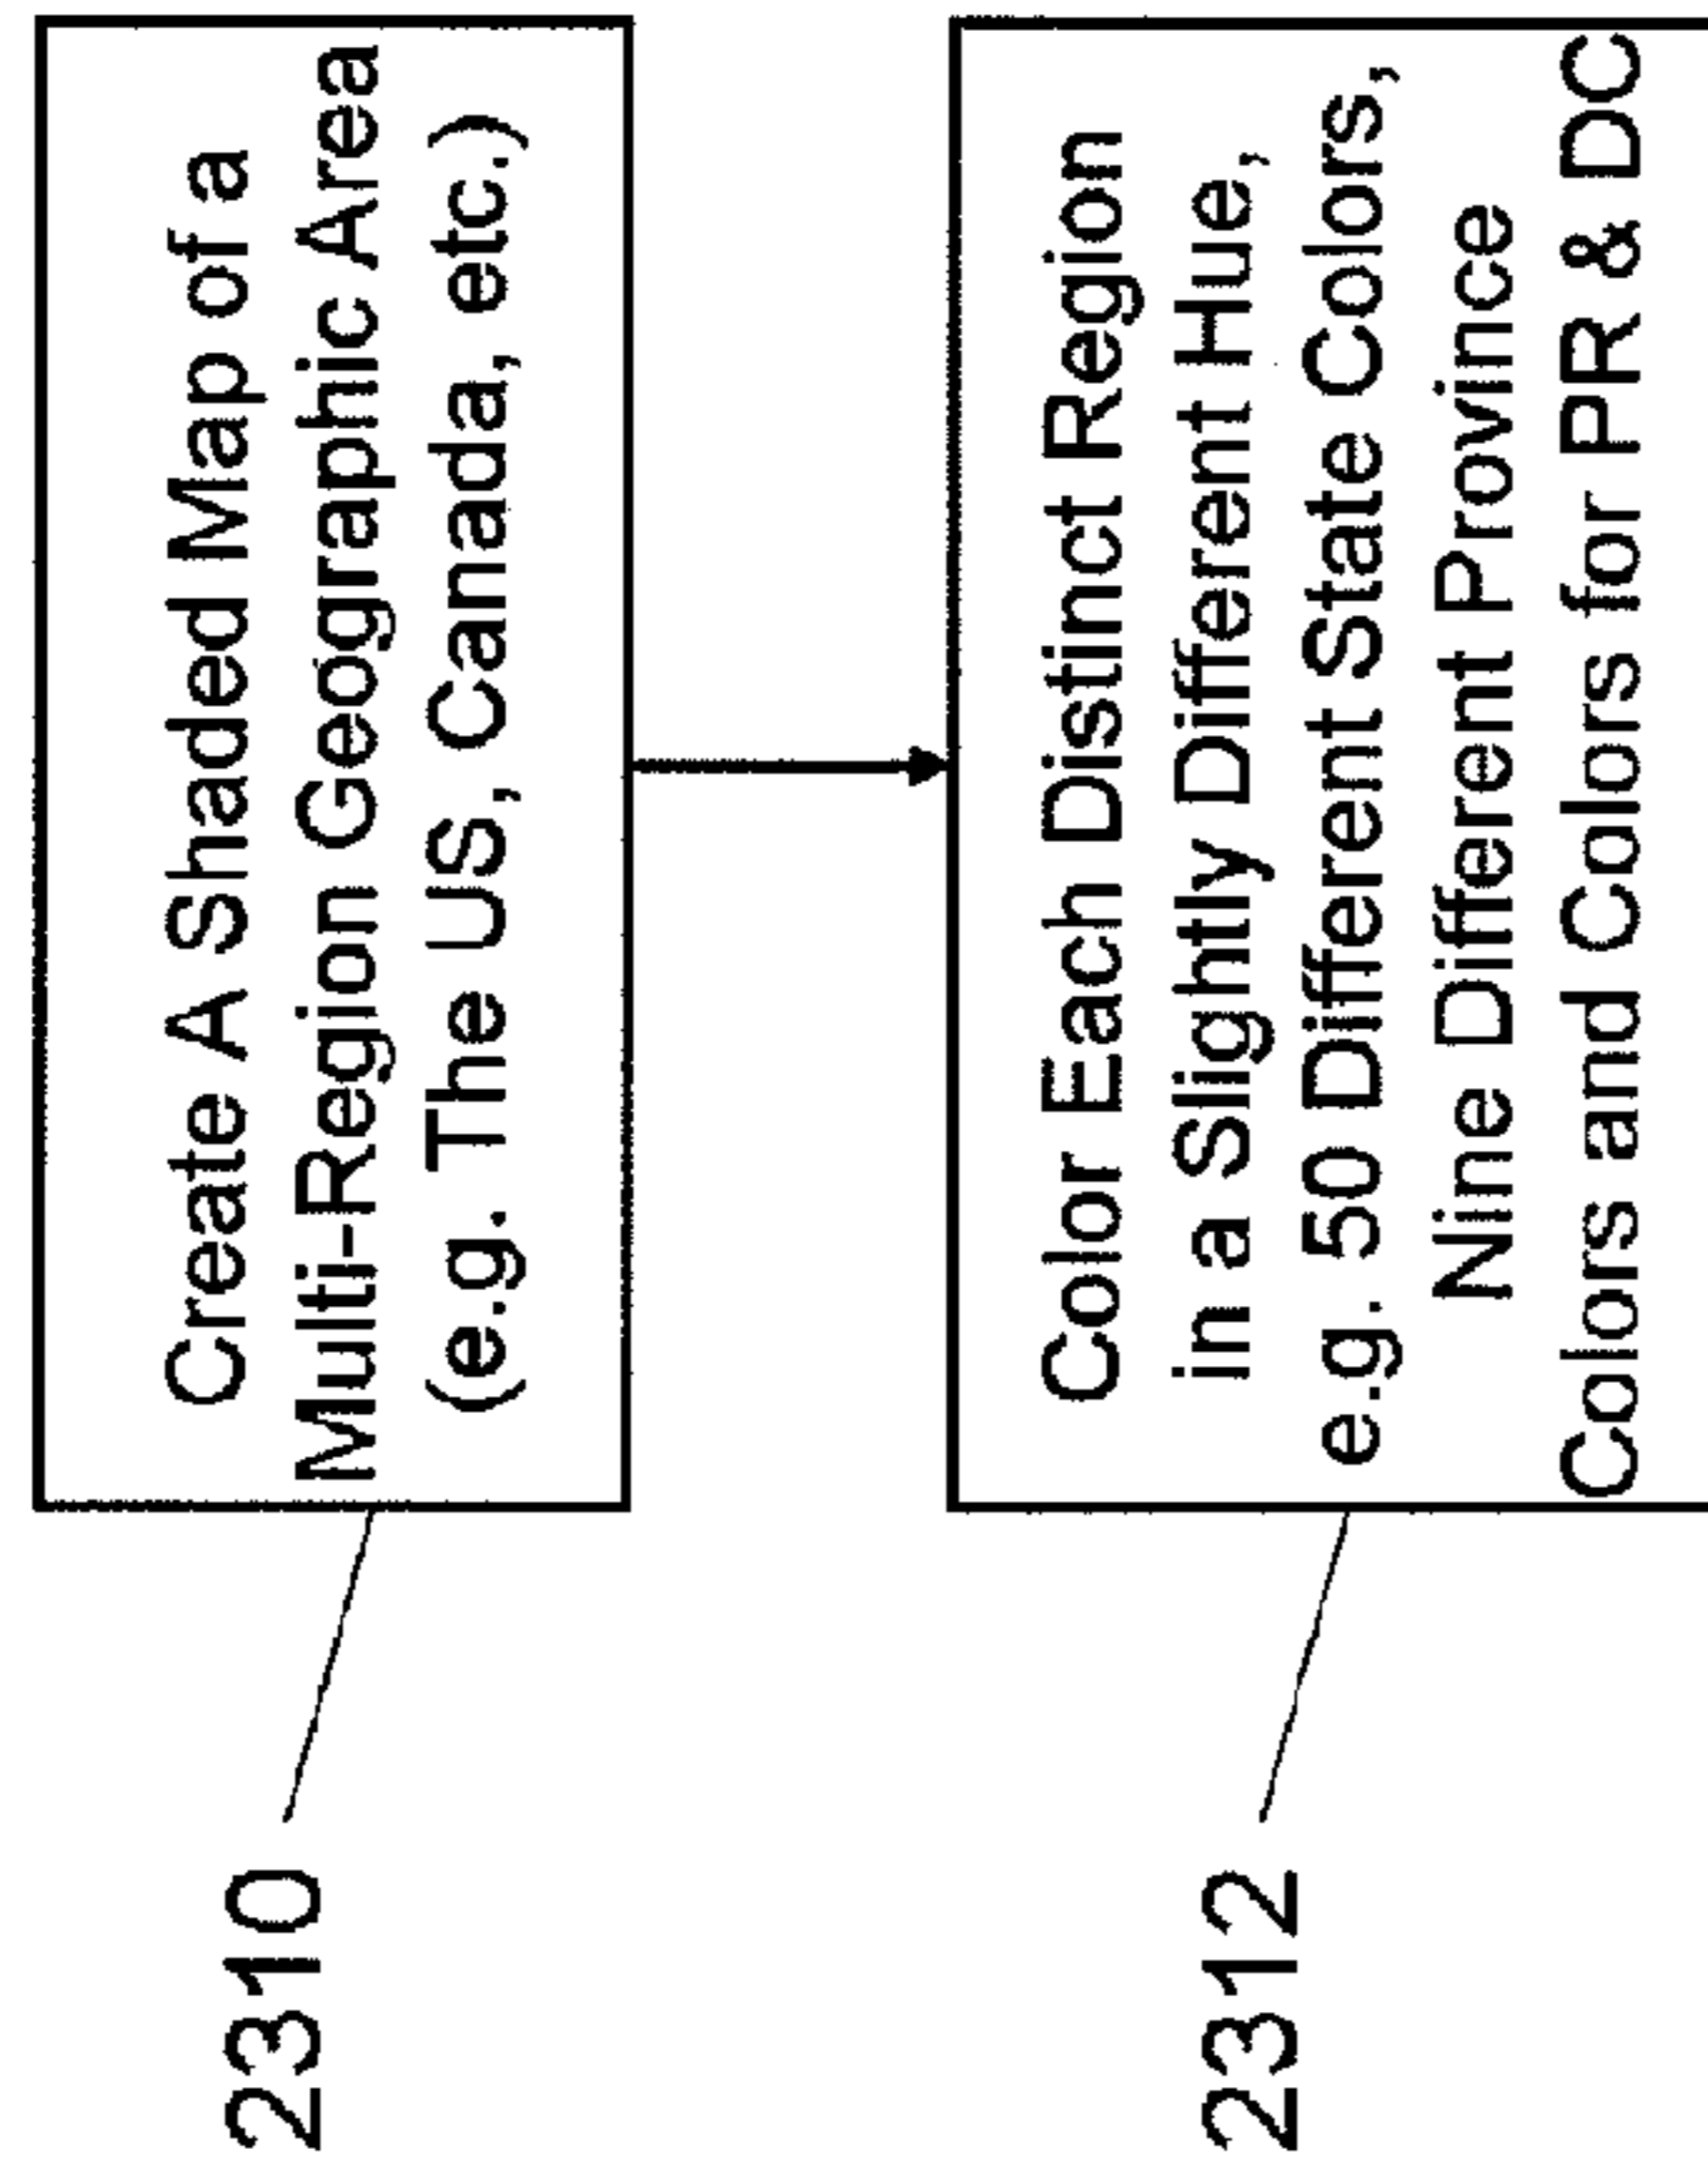 2310
Create A Shaded Map of a
Multi-Region Geographic Area
(e.g. The US, Canada, etc.)
2312
Color Each Distinct Region
in a Slightly Different Hue,
e.g. 50 Different State Colors,
Nine Different Province
Colors and Colors for PR & DC